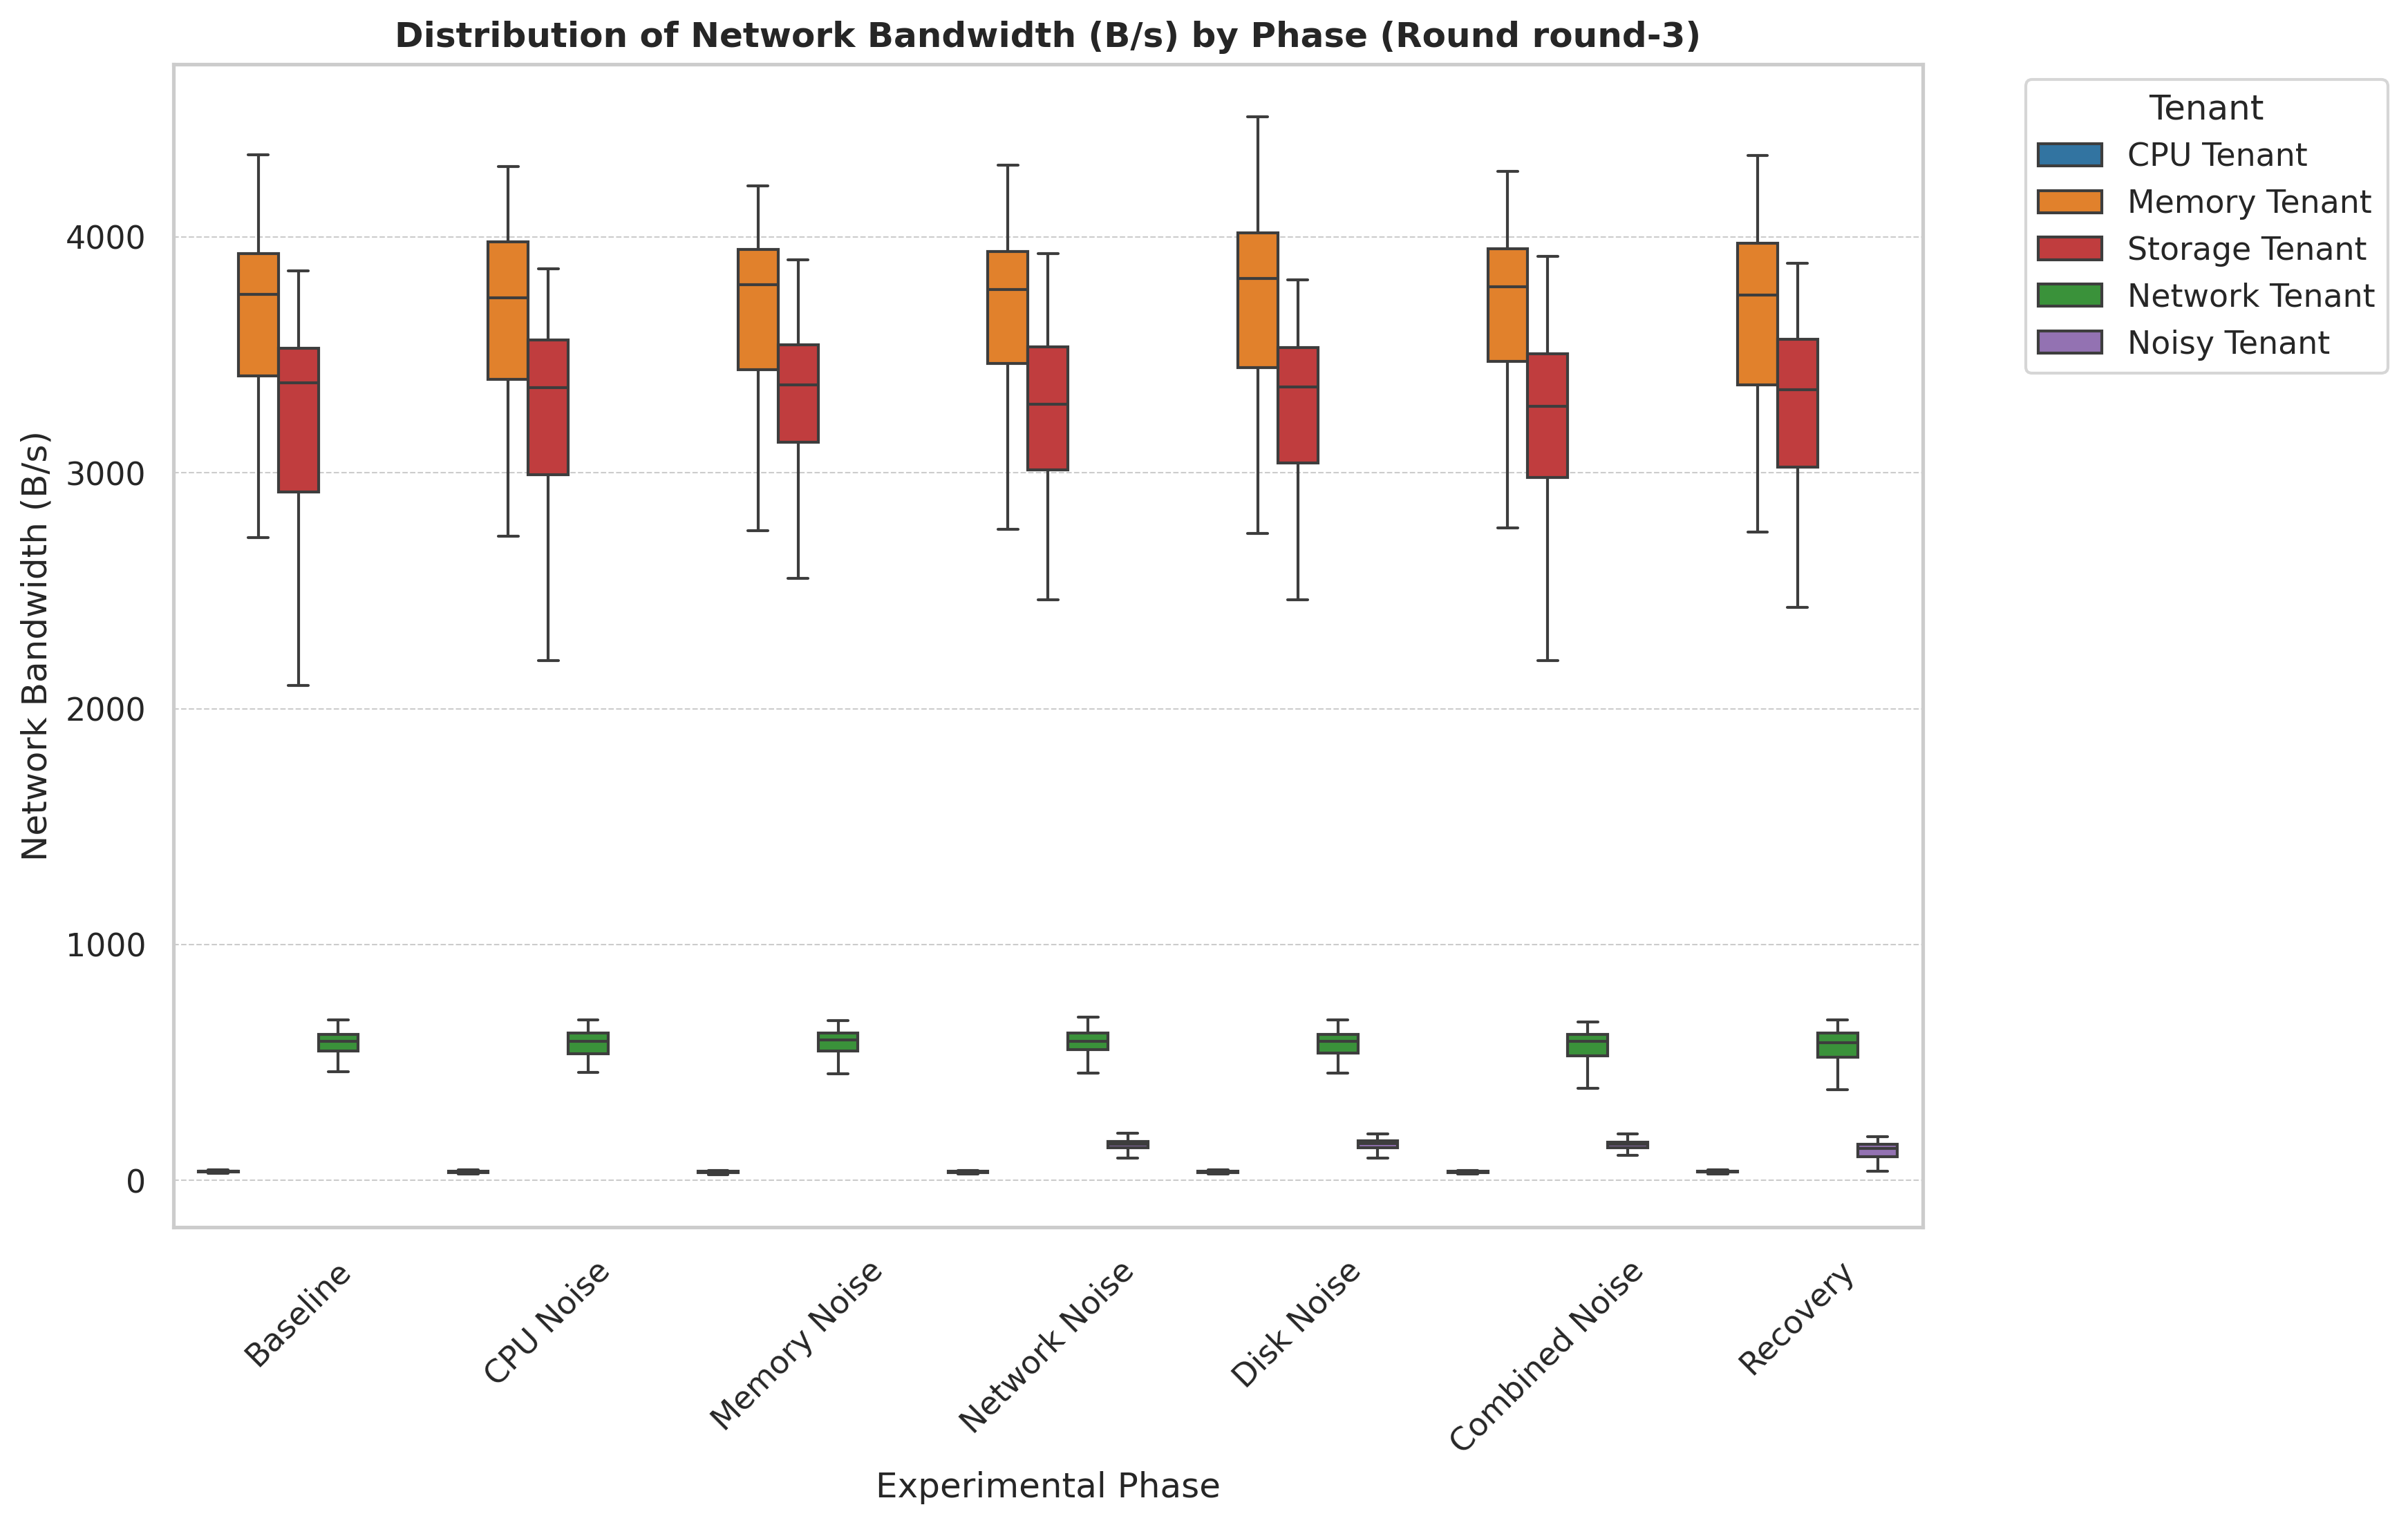 Distribution of Network Bandwidth (B/s) by Phase (Round round-3)
Network Bandwidth (B/s)
4000
3000
2000
1000
0
Baseline
CPU Noise
Memory Noise
Network Noise
Disk Noise
Combined Noise
Recovery
Experimental Phase
Tenant
CPU Tenant
Memory Tenant
Storage Tenant
Network Tenant
Noisy Tenant